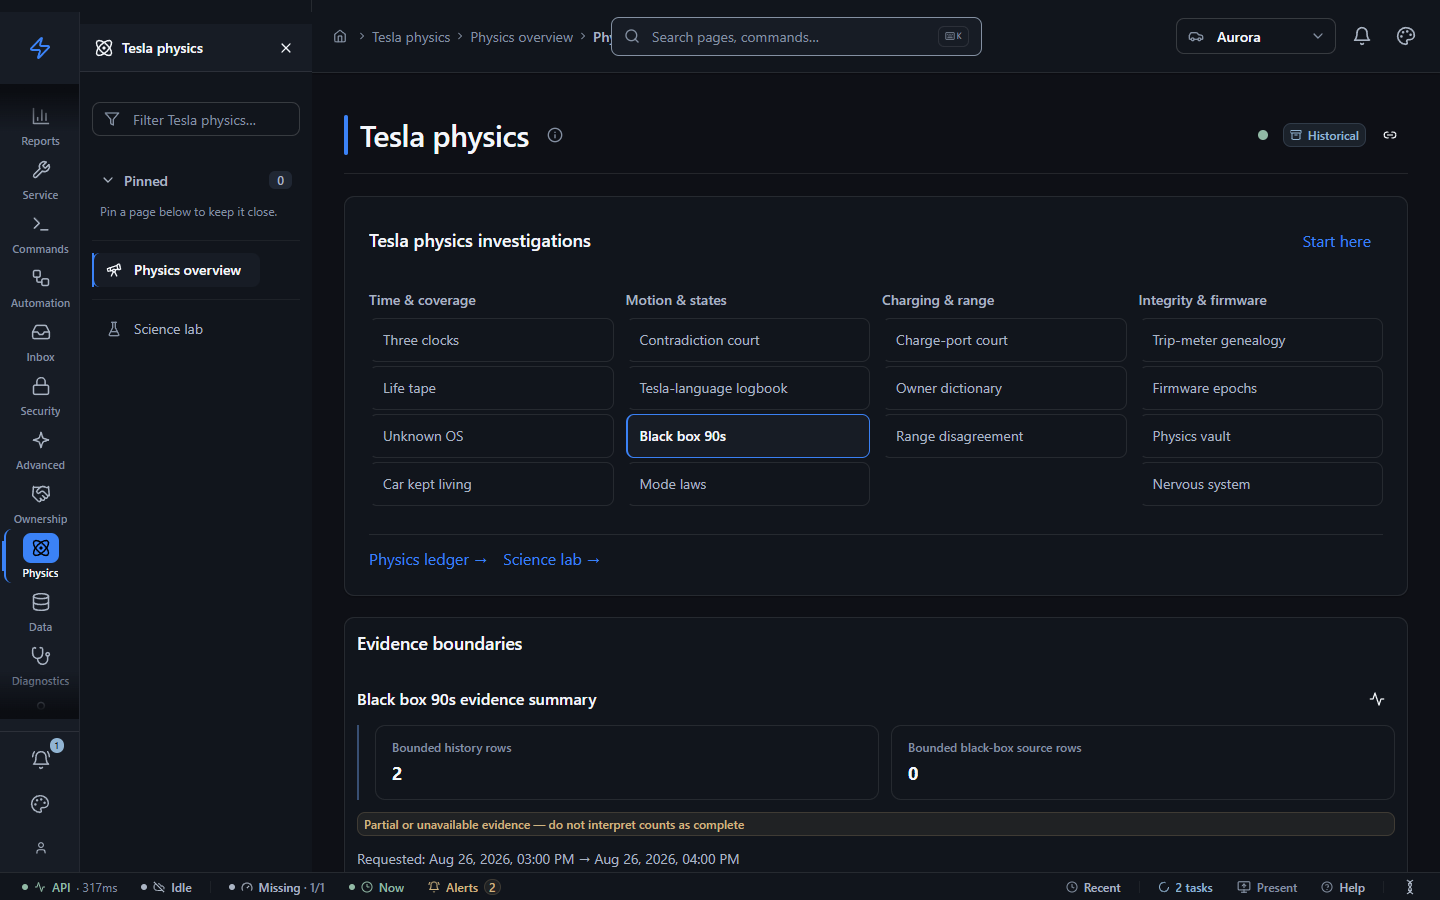 Tesla physics
Tesla physics
Physics overview
Search pages, commands...
K
Aurora
Reports
Service
Commands
Automation
Inbox
Security
Advanced
Ownership
Physics
Data
Diagnostics
1
Filter Tesla physics...
Pinned
0
Pin a page below to keep it close.
Physics overview
Science lab
Tesla physics
Historical
Tesla physics investigations
Start here
Time & coverage
Three clocks
Life tape
Unknown OS
Car kept living
Motion & states
Contradiction court
Tesla-language logbook
Black box 90s
Mode laws
Charging & range
Charge-port court
Owner dictionary
Range disagreement
Integrity & firmware
Trip-meter genealogy
Firmware epochs
Physics vault
Nervous system
Physics ledger →
Science lab →
Evidence boundaries
Black box 90s evidence summary
Bounded history rows
2
Bounded black-box source rows
0
Partial or unavailable evidence — do not interpret counts as complete
Requested: Aug 26, 2026, 03:00 PM → Aug 26, 2026, 04:00 PM
API · 317ms
Idle
Missing · 1/1
Now
Alerts 2
Recent
2 tasks
Present
Help